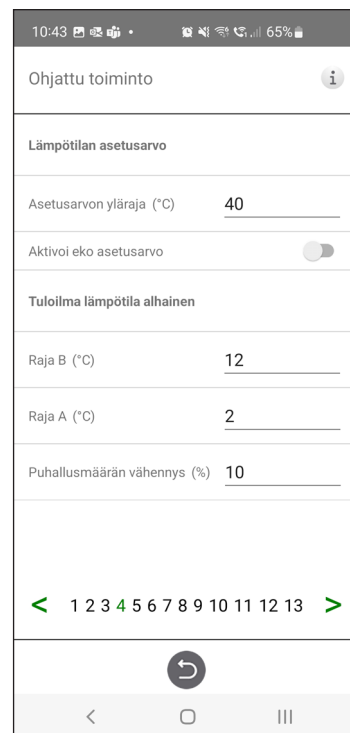 10:43 65%
Ohjattu toiminto i
Lämpötilan asetusarvo
Asetusarvon yläraja (°C) 40
Aktivoi eko asetusarvo
Tuloilma lämpötila alhainen
Raja B (°C) 12
Raja A (°C) 2
Puhallusmäärän vähennys (%) 10
< 1 2 3 4 5 6 7 8 9 10 11 12 13 >